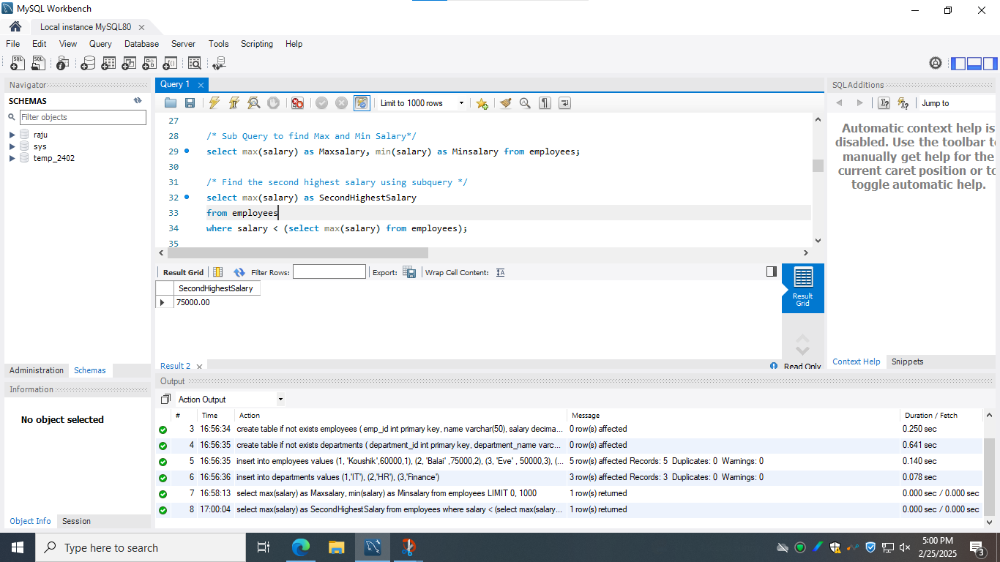 MySQL Workbench
Local instance MySQL80
File Edit View Query Database Server Tools Scripting Help
Navigator
SCHEMAS
Filter objects
raju
sys
temp_2402
Administration Schemas
Information
No object selected
Object Info Session
Query 1
Limit to 1000 rows
27
28 /* Sub Query to find Max and Min Salary*/
29 select max(salary) as Maxsalary, min(salary) as Minsalary from employees;
30
31 /* Find the second highest salary using subquery */
32 select max(salary) as SecondHighestSalary
33 from employees
34 where salary < (select max(salary) from employees);
35
Result Grid Filter Rows: Export: Wrap Cell Content:
SecondHighestSalary
75000.00
Result Grid
Result 2
Read Only
SQLAdditions
Jump to
Automatic context help is
disabled. Use the toolbar to
manually get help for the
current caret position or to
toggle automatic help.
Context Help Snippets
Output
Action Output
# Time Action Message Duration / Fetch
3 16:56:34 create table if not exists employees ( emp_id int primary key, name varchar(50), salary decima... 0 row(s) affected 0.250 sec
4 16:56:35 create table if not exists departments ( department_id int primary key, department_name varc... 0 row(s) affected 0.641 sec
5 16:56:35 insert into employees values (1, 'Koushik',60000,1), (2, 'Balai' ,75000,2), (3, 'Eve' , 50000,3), (... 5 row(s) affected Records: 5 Duplicates: 0 Warnings: 0 0.140 sec
6 16:56:36 insert into departments values (1,'IT'), (2,'HR'), (3,'Finance') 3 row(s) affected Records: 3 Duplicates: 0 Warnings: 0 0.078 sec
7 16:58:13 select max(salary) as Maxsalary, min(salary) as Minsalary from employees LIMIT 0, 1000 1 row(s) returned 0.000 sec / 0.000 sec
8 17:00:04 select max(salary) as SecondHighestSalary from employees where salary < (select max(salary... 1 row(s) returned 0.000 sec / 0.000 sec
Type here to search
5:00 PM
2/25/2025
3